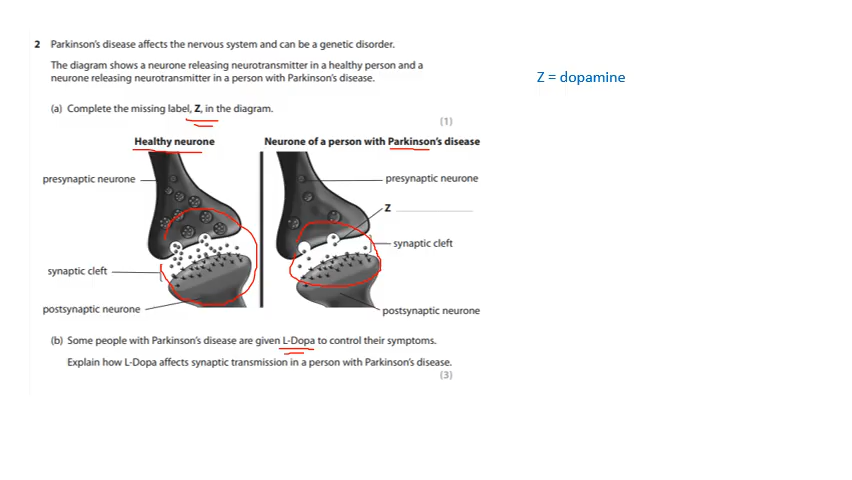 2 Parkinson's disease affects the nervous system and can be a genetic disorder.
The diagram shows a neurone releasing neurotransmitter in a healthy person and a
neurone releasing neurotransmitter in a person with Parkinson's disease.
Z = dopamine
(a) Complete the missing label, Z, in the diagram.
(1)
Healthy neurone
Neurone of a person with Parkinson's disease
presynaptic neurone
presynaptic neurone
Z
synaptic cleft
synaptic cleft
postsynaptic neurone
postsynaptic neurone
(b) Some people with Parkinson's disease are given L-Dopa to control their symptoms.
Explain how L-Dopa affects synaptic transmission in a person with Parkinson's disease.
(3)